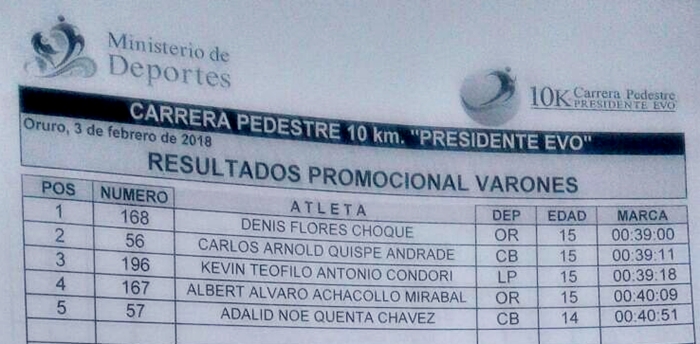 Ministerio de
Deportes
10K Carrera Pedestre
PRESIDENTE EVO
CARRERA PEDESTRE 10 km. "PRESIDENTE EVO"
Oruro, 3 de febrero de 2018
RESULTADOS PROMOCIONAL VARONES
POS NUMERO ATLETA DEP EDAD MARCA
1 168 DENIS FLORES CHOQUE OR 15 00:39:00
2 56 CARLOS ARNOLD QUISPE ANDRADE CB 15 00:39:11
3 196 KEVIN TEOFILO ANTONIO CONDORI LP 15 00:39:18
4 167 ALBERT ALVARO ACHACOLLO MIRABAL OR 15 00:40:09
5 57 ADALID NOE QUENTA CHAVEZ CB 14 00:40:51